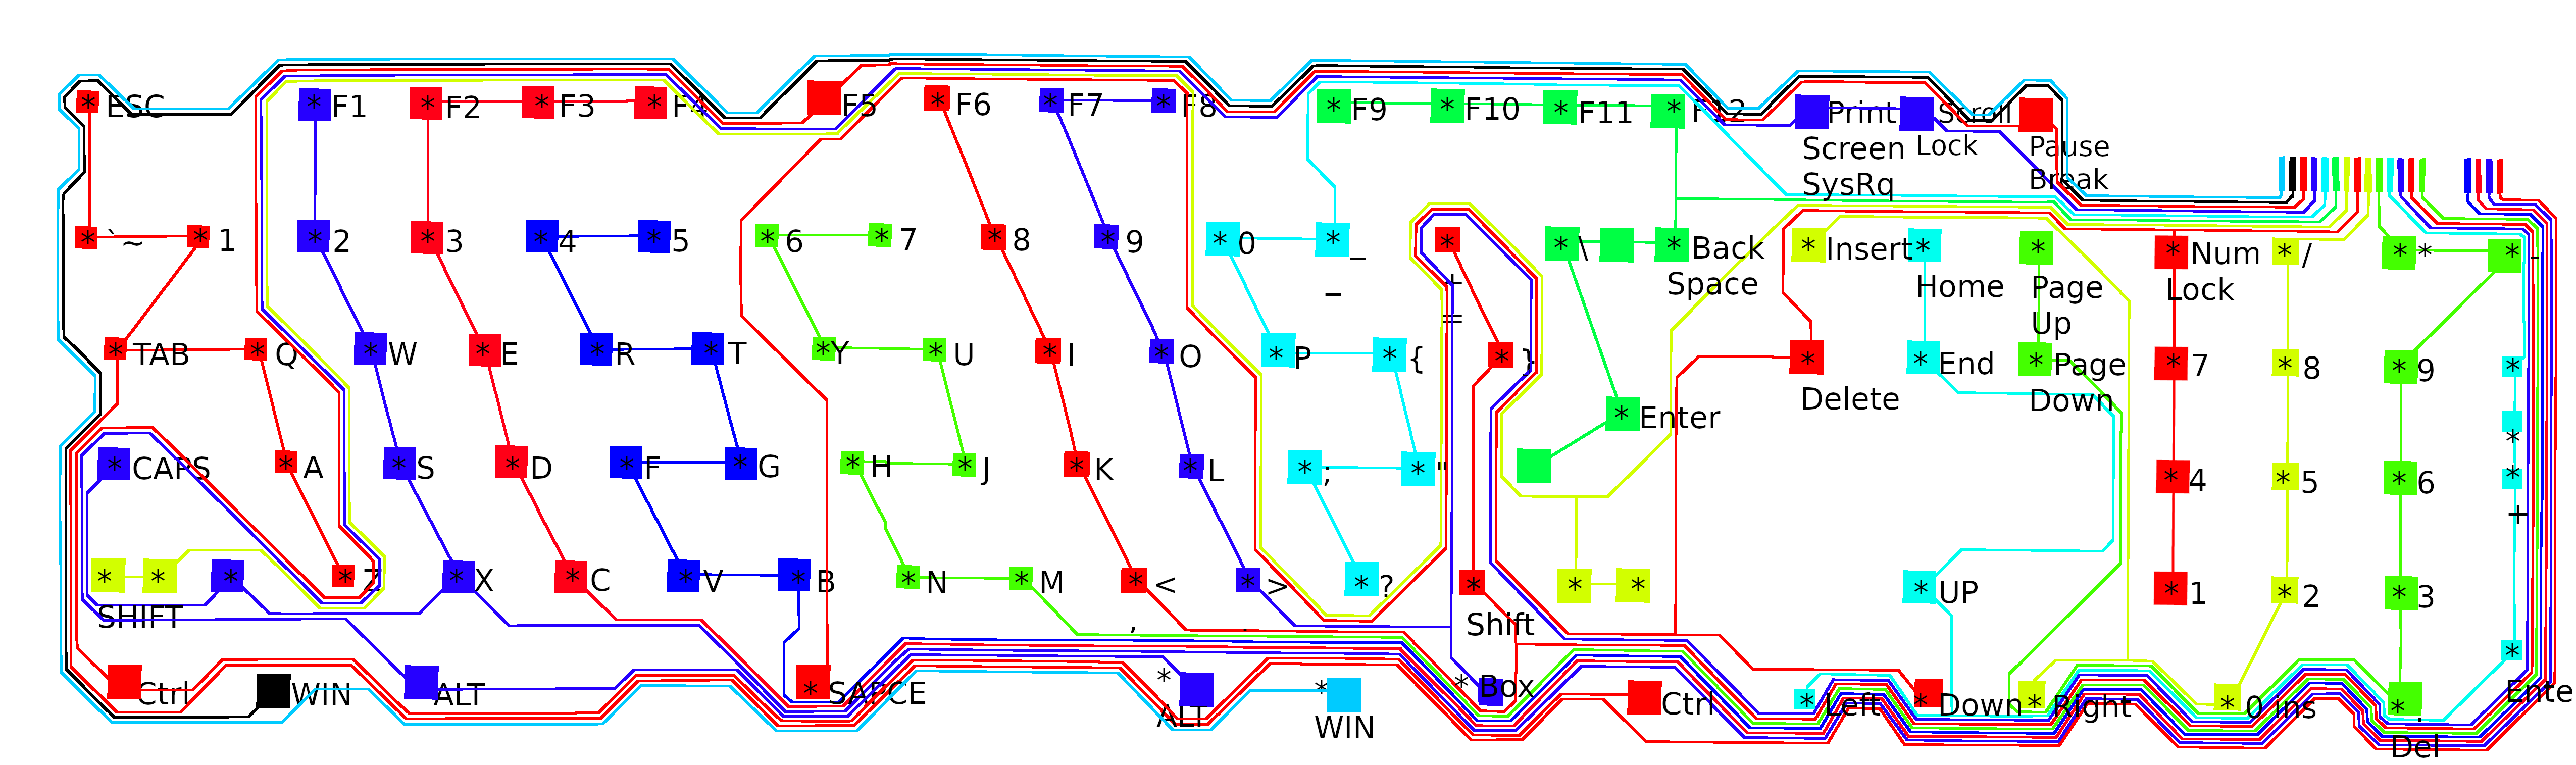 * ESC * F1 * F2 * F3 * F4 F5 * F6 * F7 * F8 * F9 * F10 * F11 * F12 Print Scroll Pause
Screen Lock Break
SysRq
* `~ * 1 * 2 * 3 * 4 * 5 * 6 * 7 * 8 * 9 * 0 * _ * * \ * Back * Insert * * * Num * / * * * -
– + = Space Home Page Lock
Up
* TAB * Q * W * E * R * T * Y * U * I * O * P * { * } * Delete * End * Page * 7 * 8 * 9 *
Down
* CAPS * A * S * D * F * G * H * J * K * L * ; * " * Enter * 4 * 5 * 6 * * +
* * * * Z * X * C * V * B * N * M * < * > * ? * * * * UP * 1 * 2 * 3 *
SHIFT , . Shift
Ctrl WIN ALT * SAPCE * ALT * WIN * Box Ctrl * Left * Down * Right * 0 ins * . Ente
Del